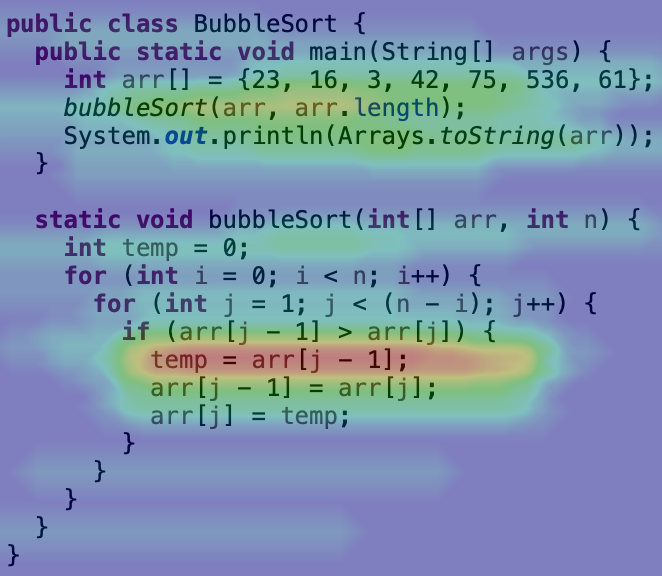 public class BubbleSort {
  public static void main(String[] args) {
    int arr[] = {23, 16, 3, 42, 75, 536, 61};
    bubbleSort(arr, arr.length);
    System.out.println(Arrays.toString(arr));
  }

  static void bubbleSort(int[] arr, int n) {
    int temp = 0;
    for (int i = 0; i < n; i++) {
      for (int j = 1; j < (n - i); j++) {
        if (arr[j - 1] > arr[j]) {
          temp = arr[j - 1];
          arr[j - 1] = arr[j];
          arr[j] = temp;
        }
      }
    }
  }
}